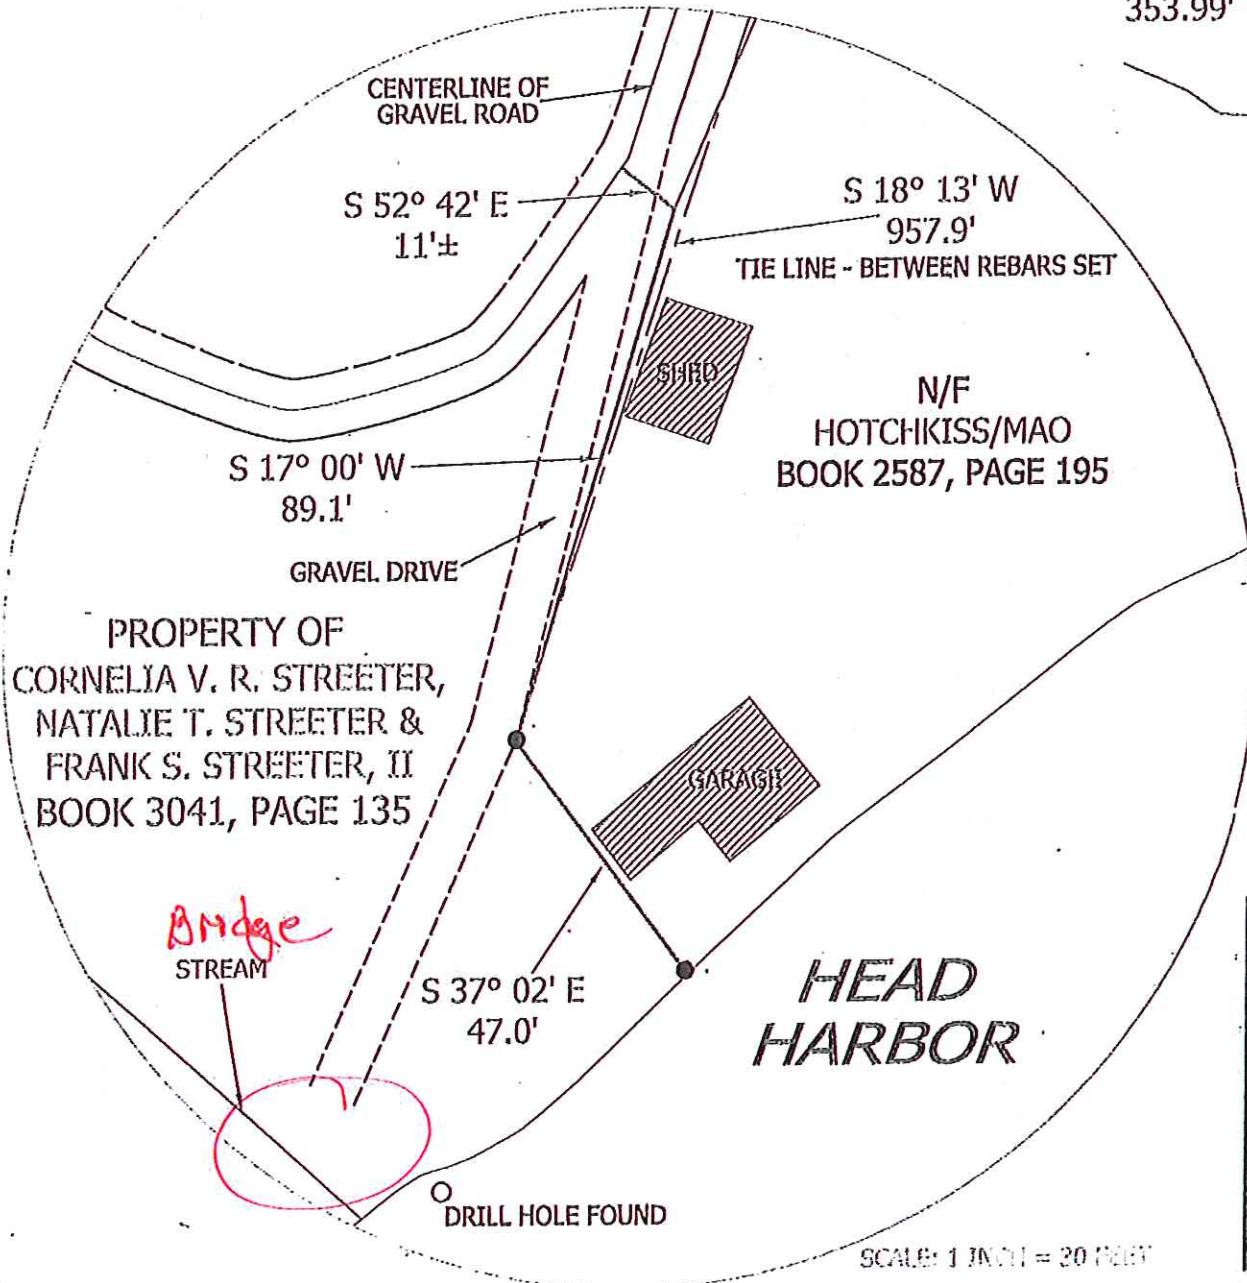 353.99'
CENTERLINE OF
GRAVEL ROAD
S 52° 42' E
11'±
S 18° 13' W
957.9'
TIE LINE - BETWEEN REBARS SET
SHED
N/F
HOTCHKISS/MAO
BOOK 2587, PAGE 195
S 17° 00' W
89.1'
GRAVEL DRIVE
PROPERTY OF
CORNELIA V. R. STREETER,
NATALIE T. STREETER &
FRANK S. STREETER, II
BOOK 3041, PAGE 135
GARAGE
Bridge
STREAM
S 37° 02' E
47.0'
HEAD
HARBOR
DRILL HOLE FOUND
SCALE: 1 INCH = 20 FEET